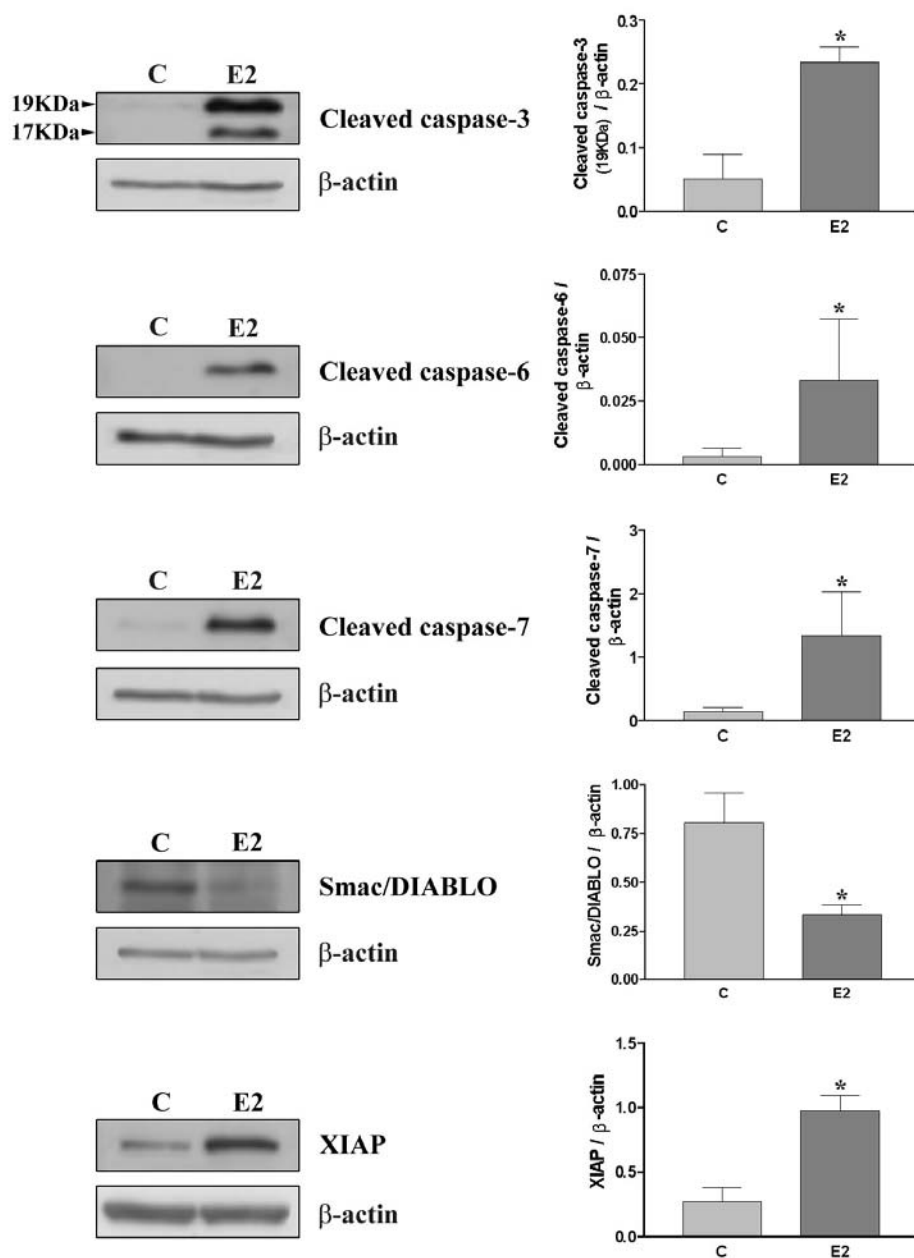 C E2
19KDa
17KDa
Cleaved caspase-3
β-actin
Cleaved caspase-3
(19KDa) / β-actin
0.3
0.2
0.1
0.0
*
C E2
C E2
Cleaved caspase-6
β-actin
Cleaved caspase-6 /
β-actin
0.075
0.050
0.025
0.000
*
C E2
C E2
Cleaved caspase-7
β-actin
Cleaved caspase-7 /
β-actin
3
2
1
0
*
C E2
C E2
Smac/DIABLO
β-actin
Smac/DIABLO / β-actin
1.00
0.75
0.50
0.25
0.00
*
C E2
C E2
XIAP
β-actin
XIAP / β-actin
1.5
1.0
0.5
0.0
*
C E2